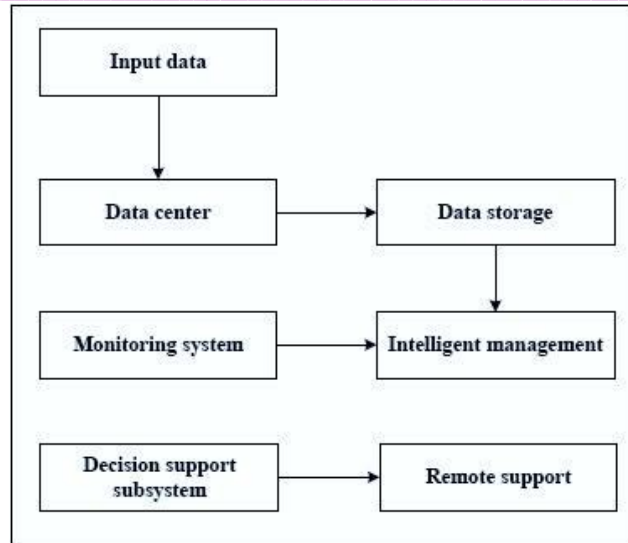 Input data
Data center
Data storage
Monitoring system
Intelligent management
Decision support
subsystem
Remote support